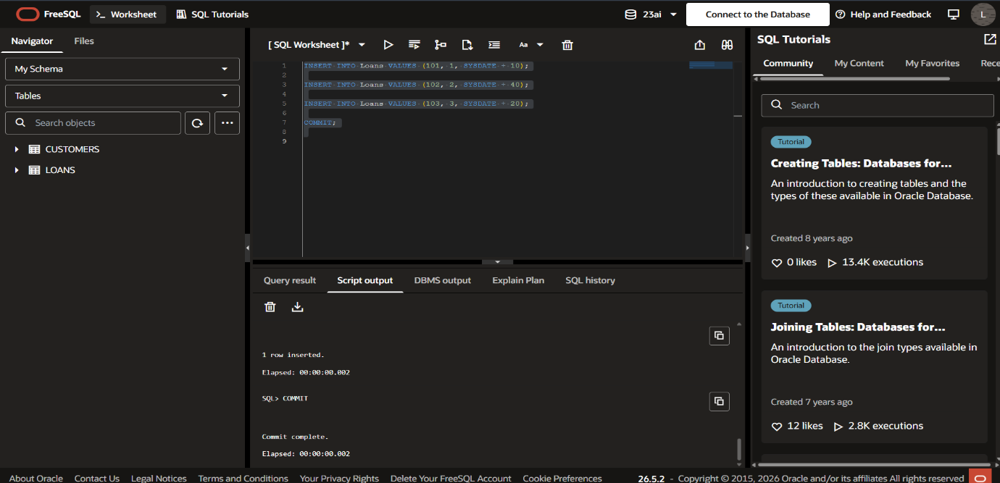 FreeSQL
Worksheet
SQL Tutorials
23ai
Connect to the Database
Help and Feedback
L
Navigator
Files
My Schema
Tables
Search objects
CUSTOMERS
LOANS
[ SQL Worksheet ]*
Aa
1 INSERT INTO Loans VALUES (101, 1, SYSDATE + 10);
2
3 INSERT INTO Loans VALUES (102, 2, SYSDATE + 40);
4
5 INSERT INTO Loans VALUES (103, 3, SYSDATE + 20);
6
7 COMMIT;
8
9
Query result
Script output
DBMS output
Explain Plan
SQL history
1 row inserted.
Elapsed: 00:00:00.002
SQL> COMMIT
Commit complete.
Elapsed: 00:00:00.002
SQL Tutorials
Community
My Content
My Favorites
Rece
Search
Tutorial
Creating Tables: Databases for...
An introduction to creating tables and the
types of these available in Oracle Database.
Created 8 years ago
0 likes
13.4K executions
Tutorial
Joining Tables: Databases for...
An introduction to the join types available in
Oracle Database.
Created 7 years ago
12 likes
2.8K executions
About Oracle
Contact Us
Legal Notices
Terms and Conditions
Your Privacy Rights
Delete Your FreeSQL Account
Cookie Preferences
26.5.2 - Copyright © 2015, 2026 Oracle and/or its affiliates All rights reserved